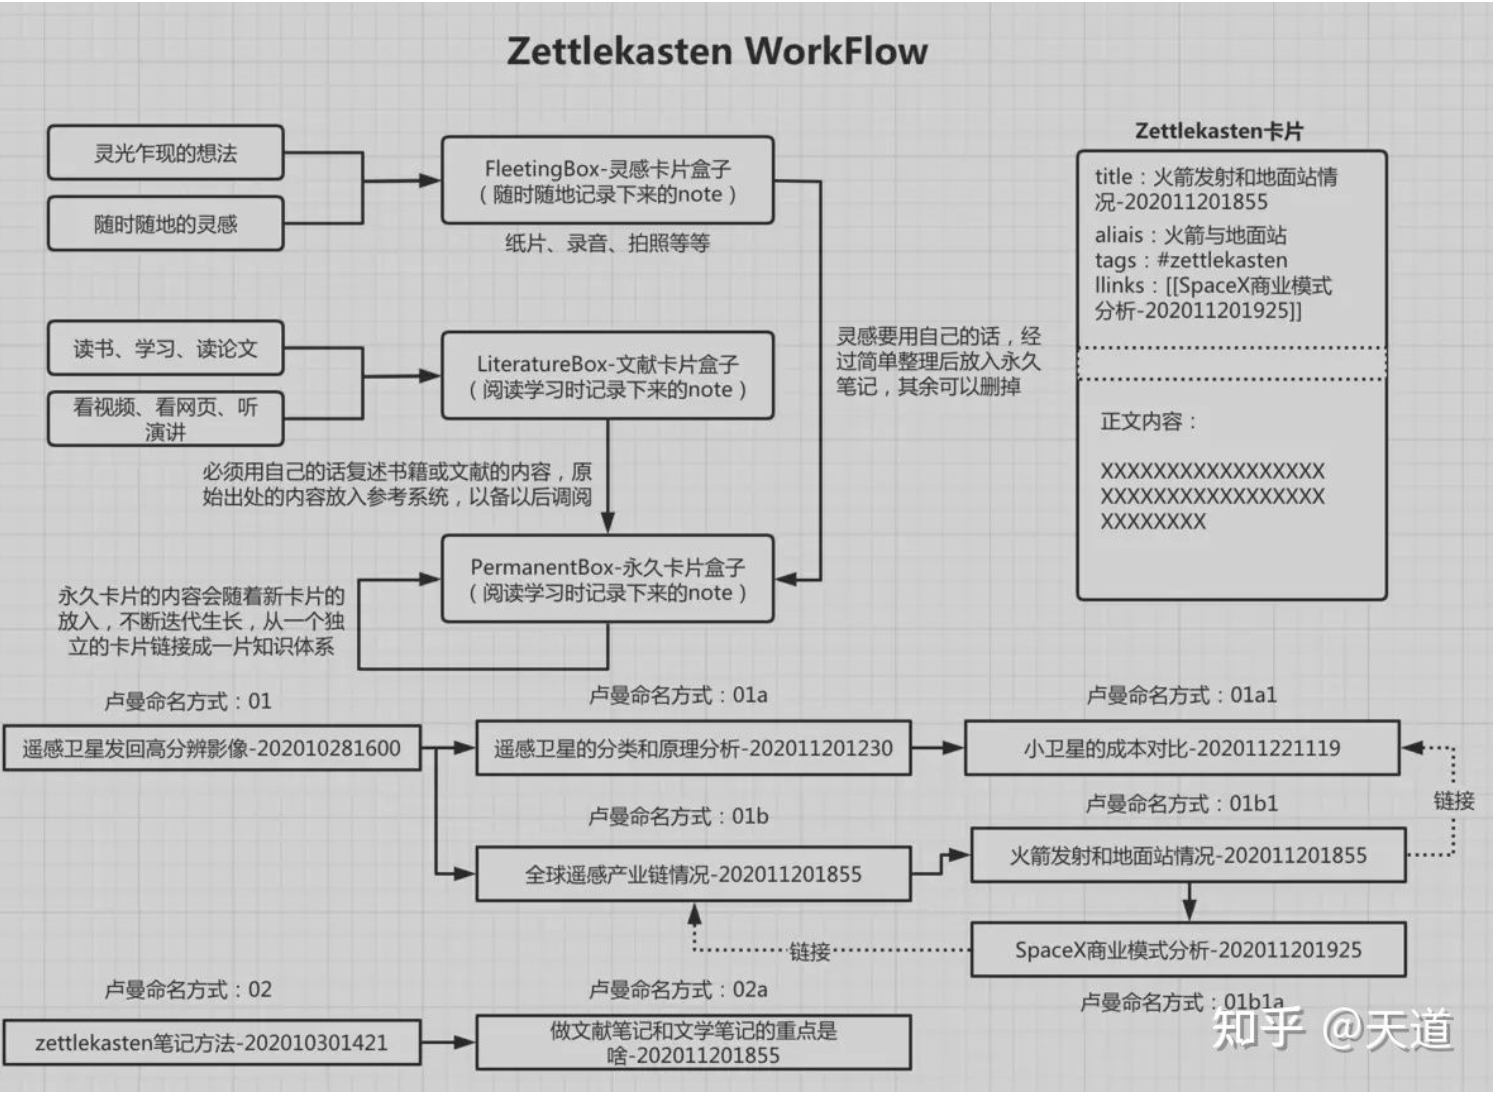 Zettlekasten WorkFlow
灵光乍现的想法
随时随地的灵感
FleetingBox-灵感卡片盒子
（随时随地记录下来的note）
纸片、录音、拍照等等
读书、学习、读论文
看视频、看网页、听
演讲
LiteratureBox-文献卡片盒子
（阅读学习时记录下来的note）
灵感要用自己的话，经
过简单整理后放入永久
笔记，其余可以删掉
必须用自己的话复述书籍或文献的内容，原
始出处的内容放入参考系统，以备以后调阅
PermanentBox-永久卡片盒子
（阅读学习时记录下来的note）
永久卡片的内容会随着新卡片的
放入，不断迭代生长，从一个独
立的卡片链接成一片知识体系
Zettlekasten卡片
title：火箭发射和地面站情
况-202011201855
aliais：火箭与地面站
tags：#zettlekasten
llinks：[[SpaceX商业模式
分析-202011201925]]
正文内容：
XXXXXXXXXXXXXXXXX
XXXXXXXXXXXXXXXXX
XXXXXXXX
卢曼命名方式：01
遥感卫星发回高分辨影像-202010281600
卢曼命名方式：01a
遥感卫星的分类和原理分析-202011201230
卢曼命名方式：01a1
小卫星的成本对比-202011221119
链接
卢曼命名方式：01b
全球遥感产业链情况-202011201855
卢曼命名方式：01b1
火箭发射和地面站情况-202011201855
链接
SpaceX商业模式分析-202011201925
卢曼命名方式：01b1a
卢曼命名方式：02
zettlekasten笔记方法-202010301421
卢曼命名方式：02a
做文献笔记和文学笔记的重点是
啥-202011201855
知乎 @天道